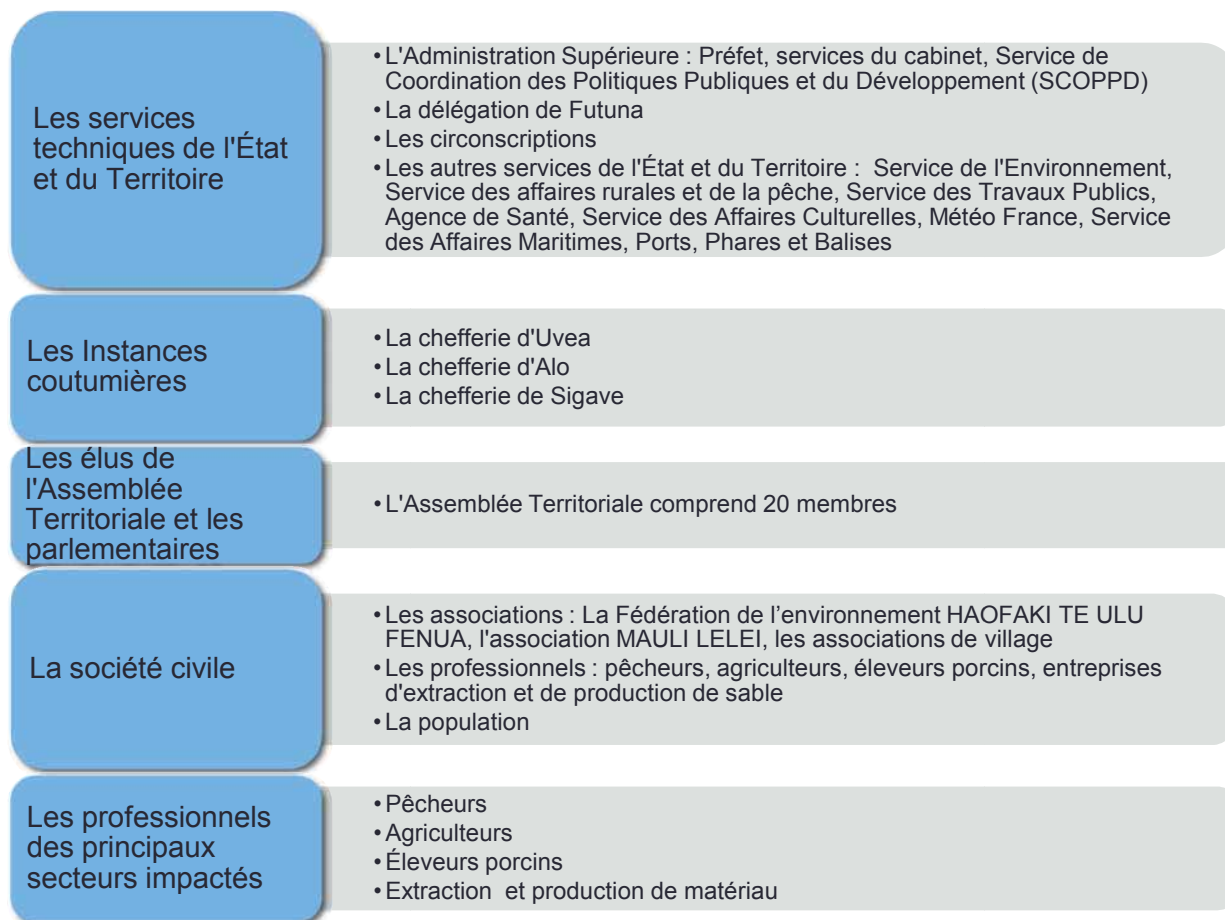 Les services
techniques de l'État
et du Territoire
•L'Administration Supérieure : Préfet, services du cabinet, Service de
Coordination des Politiques Publiques et du Développement (SCOPPD)
•La délégation de Futuna
•Les circonscriptions
•Les autres services de l'État et du Territoire : Service de l'Environnement,
Service des affaires rurales et de la pêche, Service des Travaux Publics,
Agence de Santé, Service des Affaires Culturelles, Météo France, Service
des Affaires Maritimes, Ports, Phares et Balises
Les Instances
coutumières
•La chefferie d'Uvea
•La chefferie d'Alo
•La chefferie de Sigave
Les élus de
l'Assemblée
Territoriale et les
parlementaires
•L'Assemblée Territoriale comprend 20 membres
La société civile
•Les associations : La Fédération de l’environnement HAOFAKI TE ULU
FENUA, l'association MAULI LELEI, les associations de village
•Les professionnels : pêcheurs, agriculteurs, éleveurs porcins, entreprises
d'extraction et de production de sable
•La population
Les professionnels
des principaux
secteurs impactés
•Pêcheurs
•Agriculteurs
•Éleveurs porcins
•Extraction et production de matériau